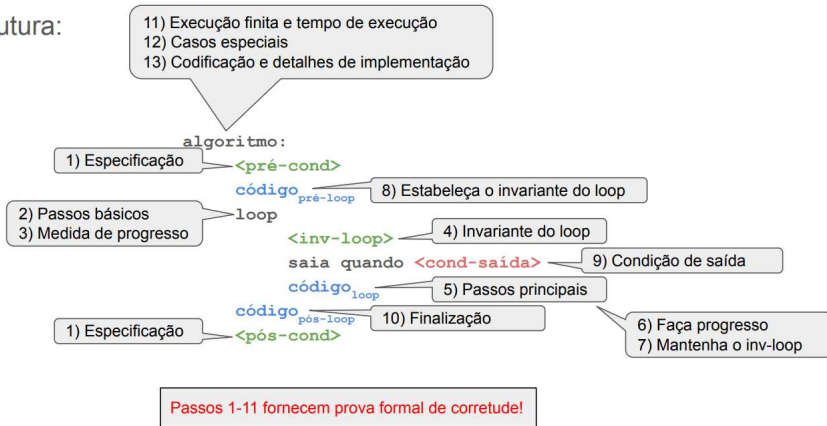 utura:
11) Execução finita e tempo de execução
12) Casos especiais
13) Codificação e detalhes de implementação
algoritmo:
1) Especificação
<pré-cond>
código pré-loop
8) Estabeleça o invariante do loop
2) Passos básicos
3) Medida de progresso
loop
<inv-loop>
4) Invariante do loop
saia quando <cond-saída>
9) Condição de saída
código loop
5) Passos principais
código pós-loop
10) Finalização
6) Faça progresso
7) Mantenha o inv-loop
1) Especificação
<pós-cond>
Passos 1-11 fornecem prova formal de corretude!